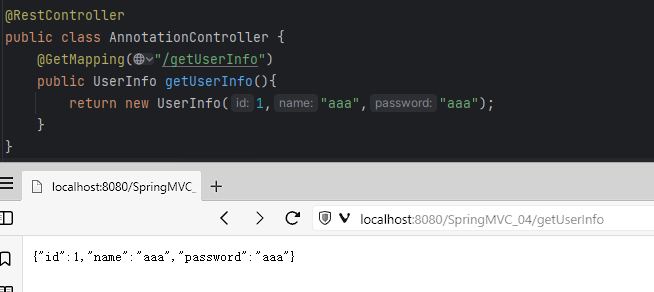 @RestController
public class AnnotationController {
@GetMapping("/getUserInfo")
public UserInfo getUserInfo(){
return new UserInfo( id: 1, name: "aaa", password: "aaa");
}
}
localhost:8080/SpringMVC_
localhost:8080/SpringMVC_04/getUserInfo
{"id":1,"name":"aaa","password":"aaa"}